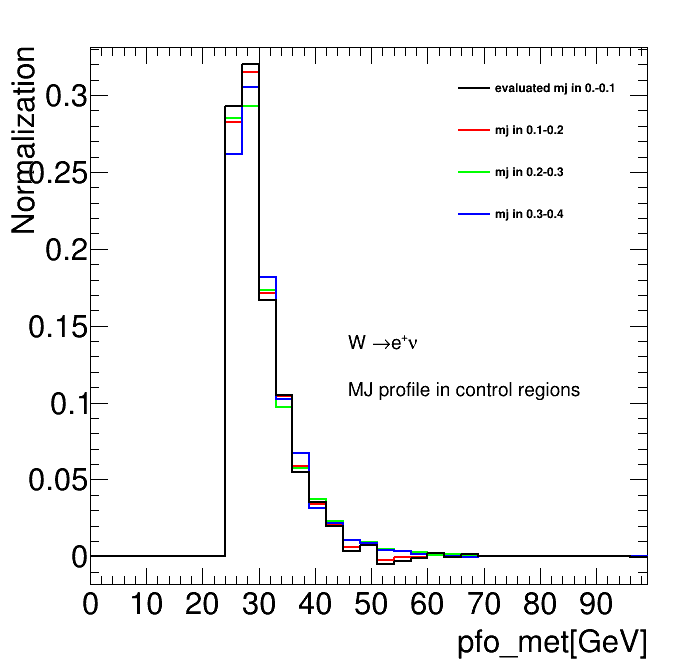 Normalization
0.3
0.25
0.2
0.15
0.1
0.05
0
evaluated mj in 0.-0.1
mj in 0.1-0.2
mj in 0.2-0.3
mj in 0.3-0.4
W →e⁺ν
MJ profile in control regions
0 10 20 30 40 50 60 70 80 90
pfo_met[GeV]